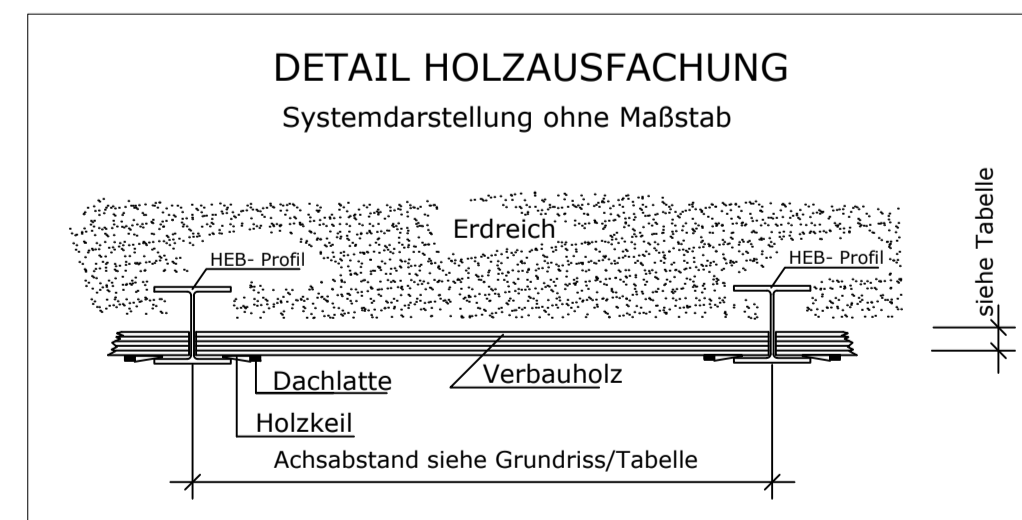 DETAIL HOLZAUSFACHUNG
Systemdarstellung ohne Maßstab
Erdreich
HEB- Profil
HEB- Profil
siehe Tabelle
Dachlatte
Verbauholz
Holzkeil
Achsabstand siehe Grundriss/Tabelle